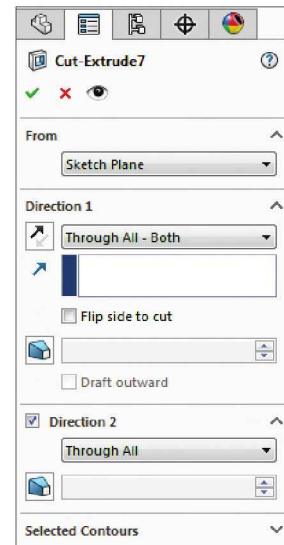 Cut-Extrude7
From
Sketch Plane
Direction 1
Through All - Both
Flip side to cut
Draft outward
Direction 2
Through All
Selected Contours